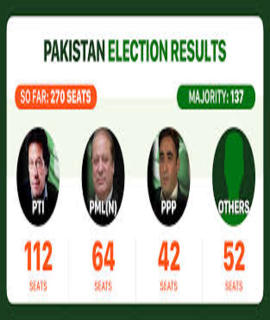 PAKISTAN ELECTION RESULTS
SO FAR: 270 SEATS MAJORITY: 137
PTI PML(N) PPP OTHERS
112 64 42 52
SEATS SEATS SEATS SEATS